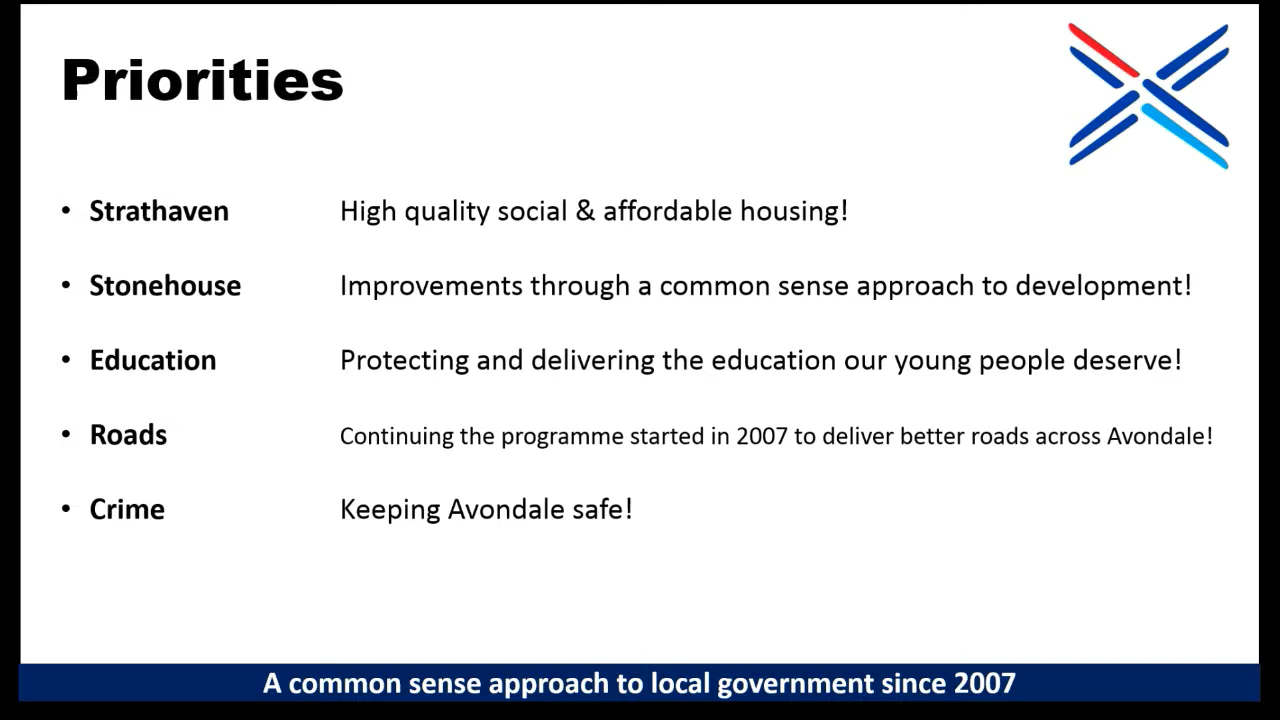 Priorities
• Strathaven High quality social & affordable housing!
• Stonehouse Improvements through a common sense approach to development!
• Education Protecting and delivering the education our young people deserve!
• Roads Continuing the programme started in 2007 to deliver better roads across Avondale!
• Crime Keeping Avondale safe!
A common sense approach to local government since 2007